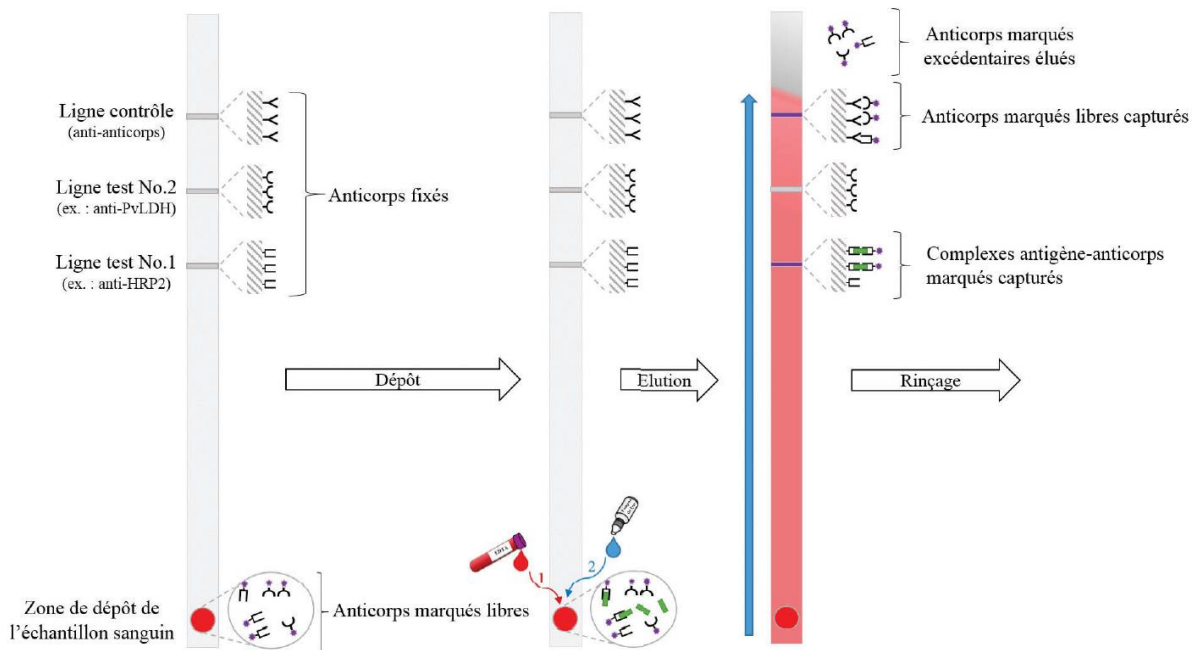 Ligne contrôle
(anti-anticorps)
Ligne test No.2
(ex. : anti-PvLDH)
Ligne test No.1
(ex. : anti-HRP2)
Anticorps fixés
Zone de dépôt de
l'échantillon sanguin
Anticorps marqués libres
Dépôt
EDTA
1
2
Elution
Anticorps marqués
excédentaires élués
Anticorps marqués libres capturés
Complexes antigène-anticorps
marqués capturés
Rinçage